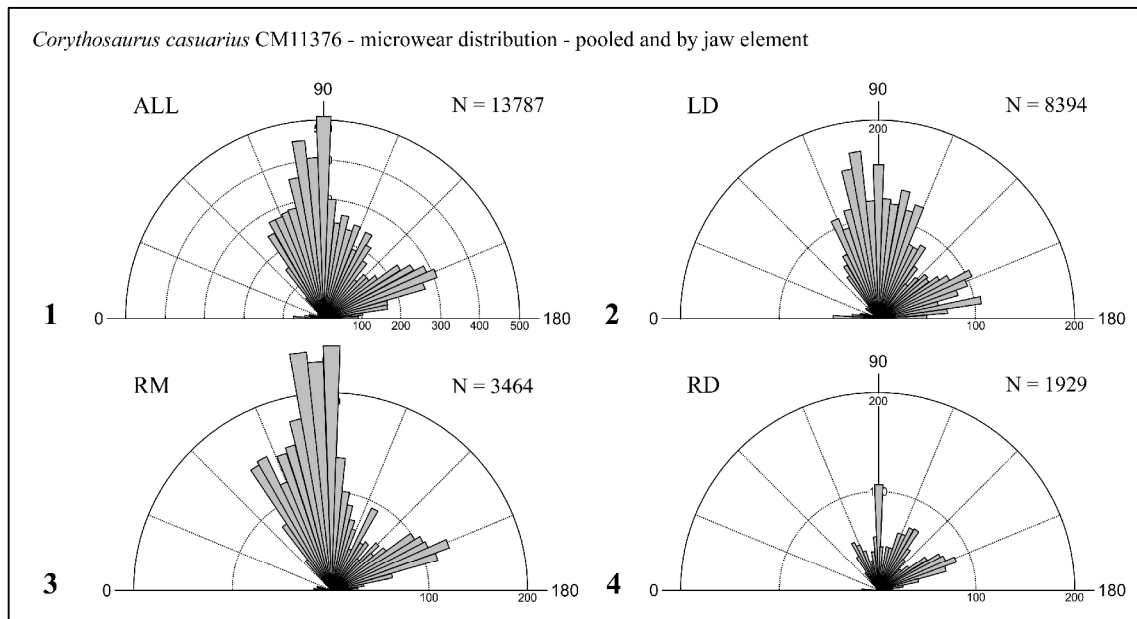 Corythosaurus casuarius CM11376 - microwear distribution - pooled and by jaw element
90
ALL
N = 13787
1
0
100 200 300 400 500
180
90
LD
N = 8394
200
2
0
100
200
180
RM
N = 3464
3
0
100
200
180
90
RD
N = 1929
200
4
0
100
200
180